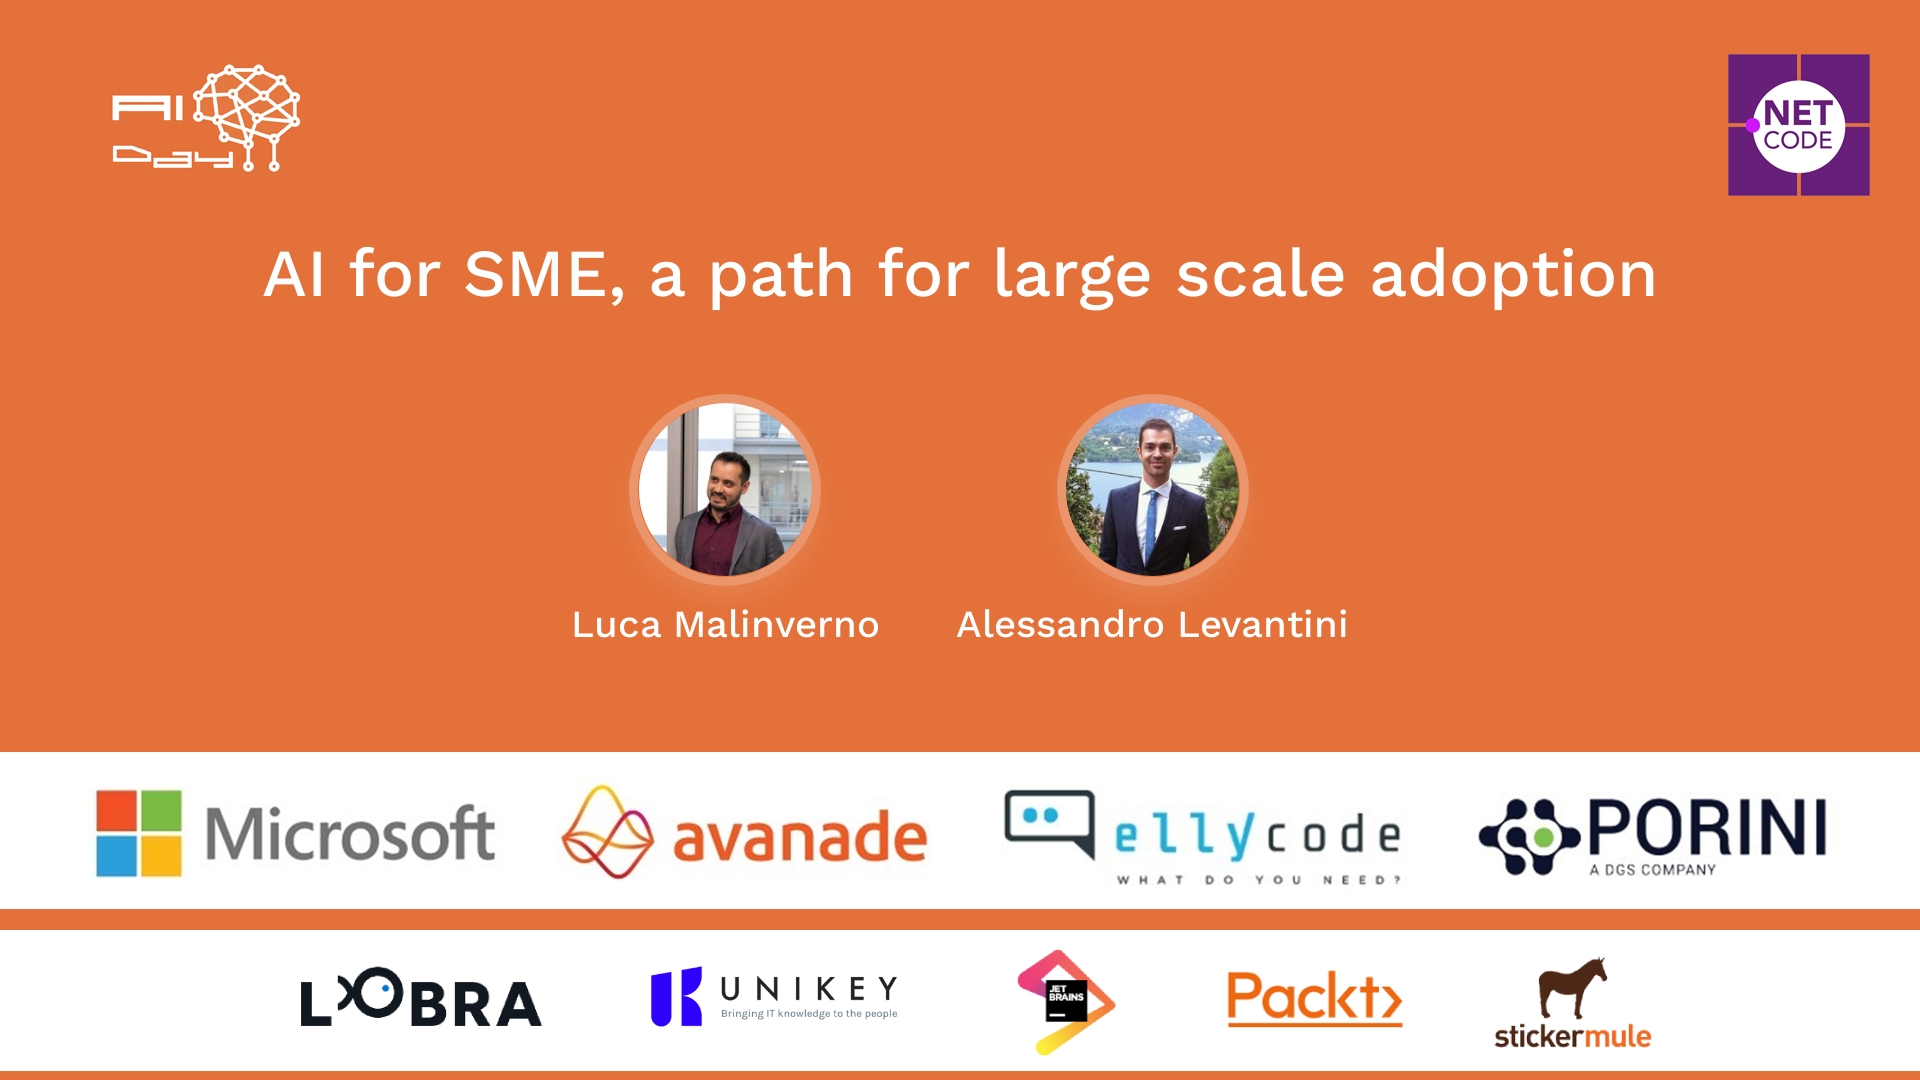 AI
Day
NET
CODE
AI for SME, a path for large scale adoption
Luca Malinverno
Alessandro Levantini
Microsoft
avanade
ellycode
WHAT DO YOU NEED?
PORINI
A DGS COMPANY
LOBRA
UNIKEY
Bringing IT knowledge to the people
JET
BRAINS
Packt>
stickermule